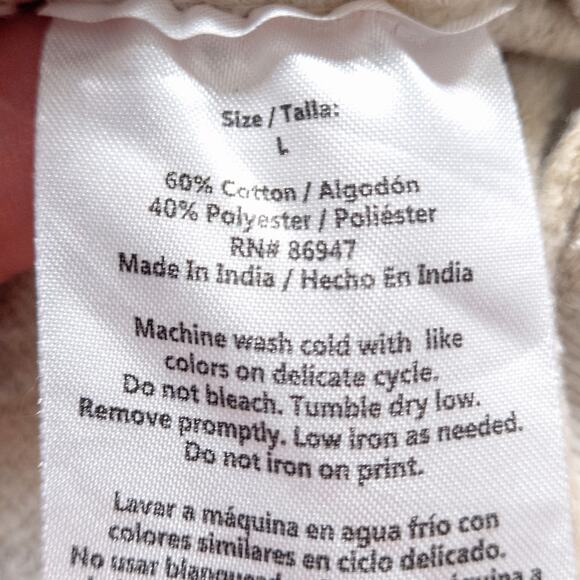 Size / Talla:
L
60% Cotton / Algodón
40% Polyester / Poliéster
RN# 86947
Made In India / Hecho En India
Machine wash cold with like
colors on delicate cycle.
Do not bleach. Tumble dry low.
Remove promptly. Low iron as needed.
Do not iron on print.
Lavar a máquina en agua frío con
colores similares en ciclo delicado.
No usar